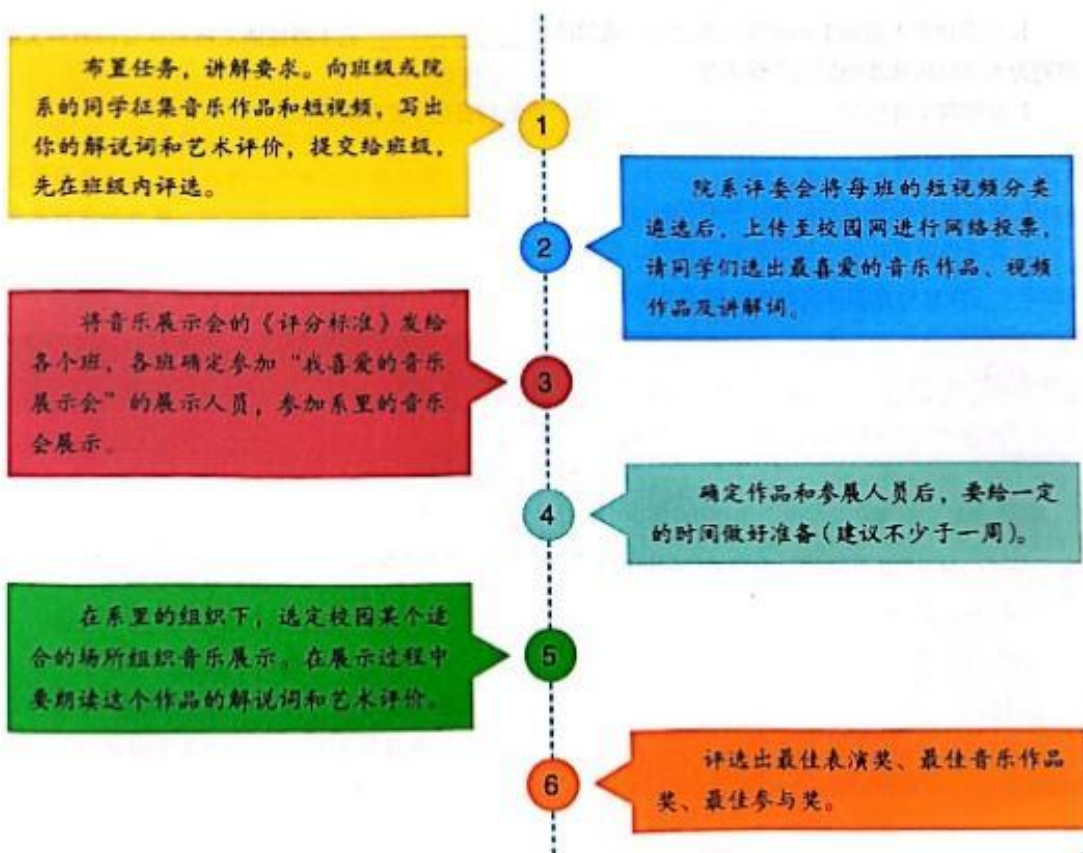 布置任务，讲解要求。向班级或院
系的同学征集音乐作品和短视频，写出
你的解说词和艺术评价，提交给班级，
先在班级内评选。
1
院系评委会将每班的短视频分类
遴选后，上传至校园网进行网络投票，
请同学们选出最喜爱的音乐作品、视频
作品及讲解词。
2
将音乐展示会的《评分标准》发给
各个班，各班确定参加“我喜爱的音乐
展示会”的展示人员，参加系里的音乐
会展示。
3
确定作品和参展人员后，要给一定
的时间做好准备（建议不少于一周）。
4
在系里的组织下，选定校园某个适
合的场所组织音乐展示。在展示过程中
要朗读这个作品的解说词和艺术评价。
5
评选出最佳表演奖、最佳音乐作品
奖、最佳参与奖。
6